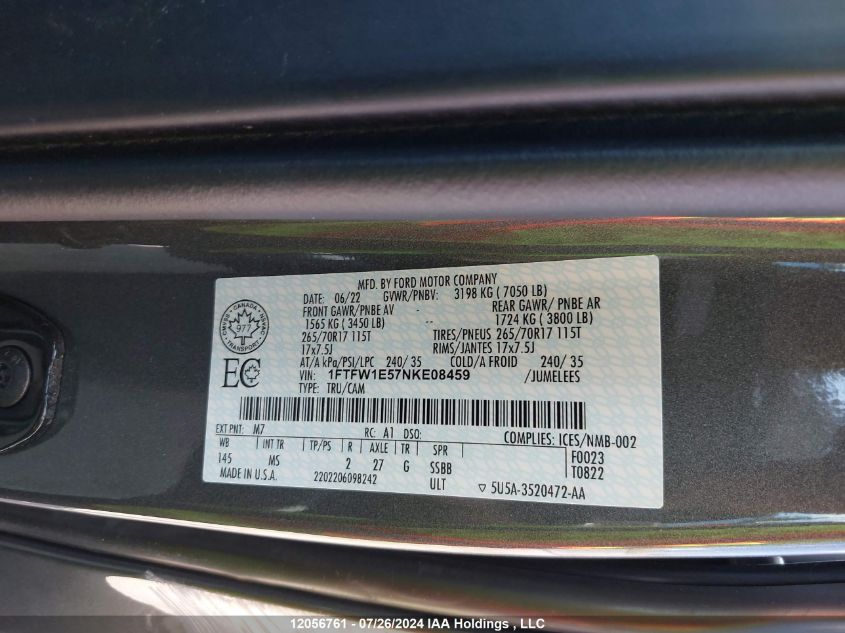 MFD. BY FORD MOTOR COMPANY
DATE: 06/22 GVWR/PNBV: 3198 KG ( 7050 LB)
FRONT GAWR/PNBE AV - REAR GAWR/ PNBE AR
1565 KG ( 3450 LB) -- 1724 KG ( 3800 LB)
265/70R17 115T TIRES/PNEUS 265/70R17 115T
17x7.5J RIMS/JANTES 17x7.5J
AT/A kPa/PSI/LPC 240/ 35 COLD/A FROID 240/ 35
VIN: 1FTFW1E57NKE08459 /JUMELEES
TYPE: TRU/CAM
CANADA
977
TRANSPORT
EC
EXT PNT: M7 RC: A1 DSO: COMPLIES: ICES/NMB-002
WB INT TR TP/PS R AXLE TR SPR F0023
145 MS 2 27 G SSBB T0822
MADE IN U.S.A. 2202206098242 ULT ▽ 5U5A-3520472-AA
12056761 - 07/26/2024 IAA Holdings , LLC